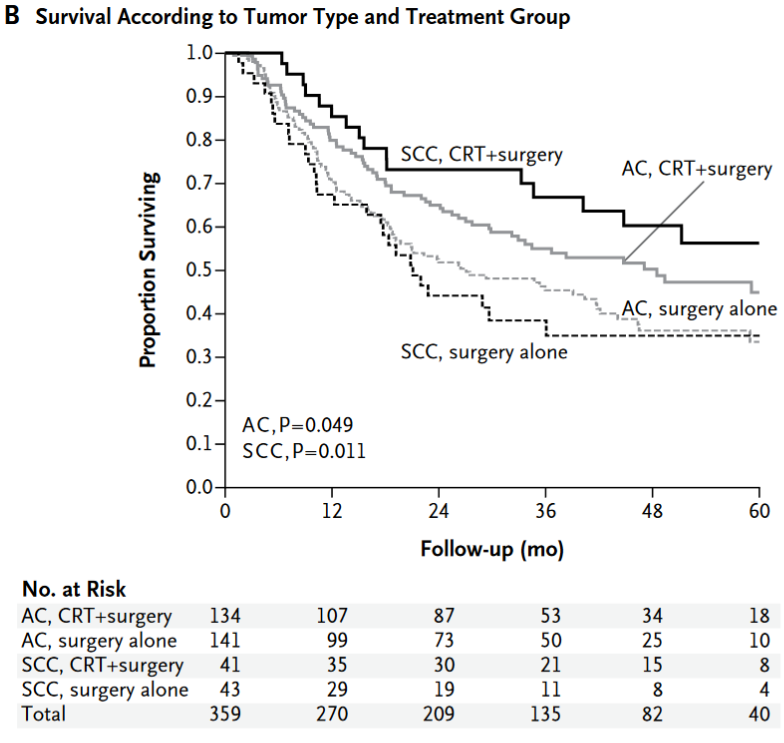 B Survival According to Tumor Type and Treatment Group
Proportion Surviving
1.0
0.9
0.8
0.7
0.6
0.5
0.4
0.3
0.2
0.1
0.0
SCC, CRT+surgery
AC, CRT+surgery
AC, surgery alone
SCC, surgery alone
AC, P=0.049
SCC, P=0.011
0 12 24 36 48 60
Follow-up (mo)
No. at Risk
AC, CRT+surgery 134 107 87 53 34 18
AC, surgery alone 141 99 73 50 25 10
SCC, CRT+surgery 41 35 30 21 15 8
SCC, surgery alone 43 29 19 11 8 4
Total 359 270 209 135 82 40